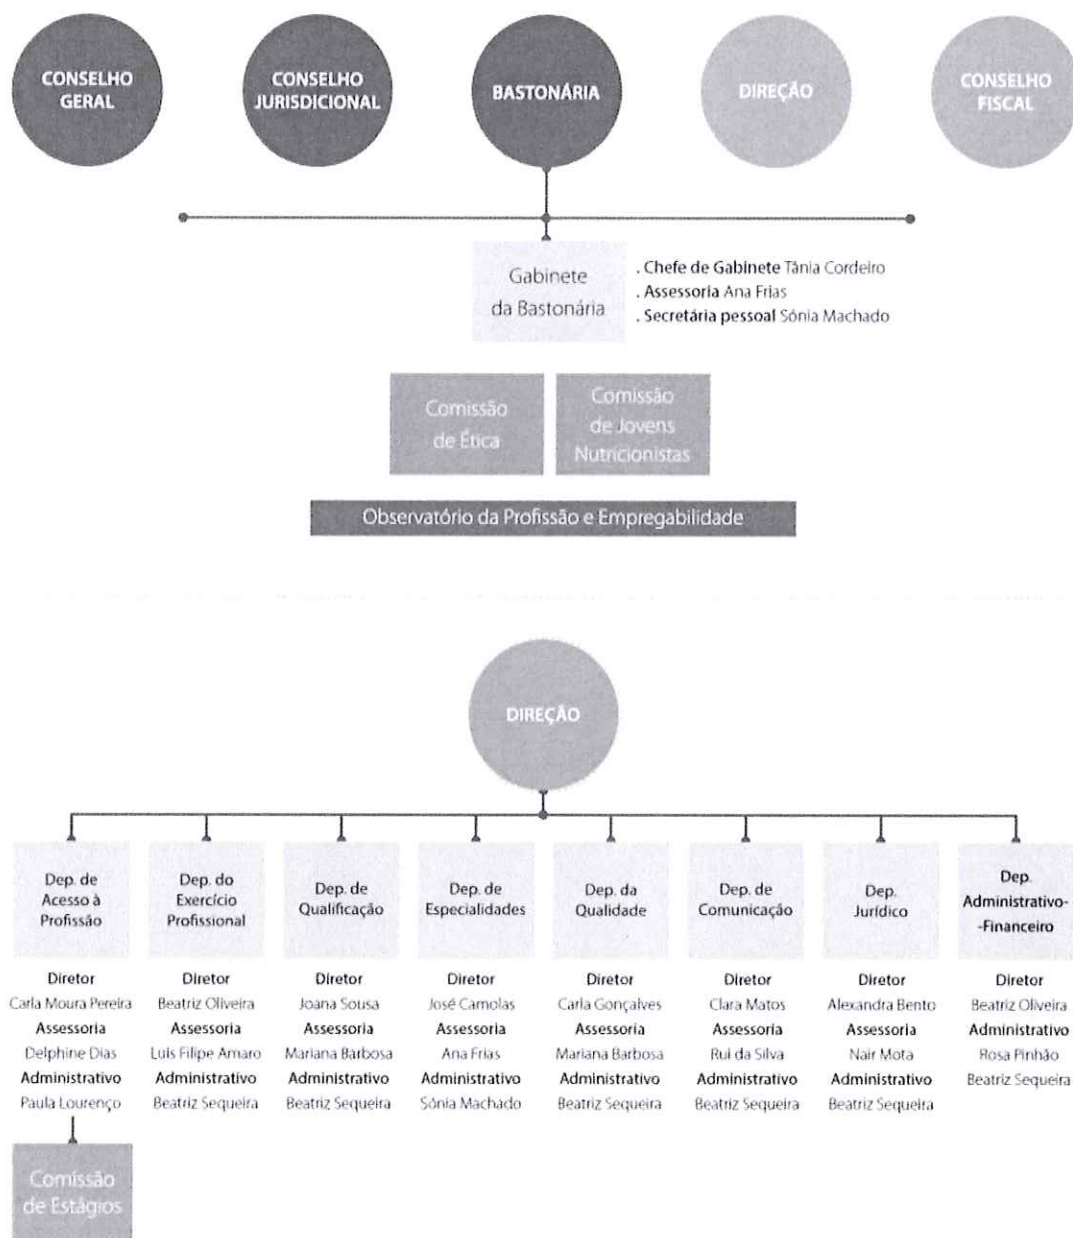 CONSELHO
GERAL
CONSELHO
JURISDICIONAL
BASTONÁRIA
DIREÇÃO
CONSELHO
FISCAL
Gabinete
da Bastonária
. Chefe de Gabinete Tânia Cordeiro
. Assessoria Ana Frias
. Secretária pessoal Sónia Machado
Comissão
de Ética
Comissão
de Jovens
Nutricionistas
Observatório da Profissão e Empregabilidade
DIREÇÃO
Dep. de
Acesso à
Profissão
Diretor
Carla Moura Pereira
Assessoria
Delphine Dias
Administrativo
Paula Lourenço
Comissão
de Estágios
Dep. do
Exercício
Profissional
Diretor
Beatriz Oliveira
Assessoria
Luís Filipe Amaro
Administrativo
Beatriz Sequeira
Dep. de
Qualificação
Diretor
Joana Sousa
Assessoria
Mariana Barbosa
Administrativo
Beatriz Sequeira
Dep. de
Especialidades
Diretor
José Camolas
Assessoria
Ana Frias
Administrativo
Sónia Machado
Dep. da
Qualidade
Diretor
Carla Gonçalves
Assessoria
Mariana Barbosa
Administrativo
Beatriz Sequeira
Dep. de
Comunicação
Diretor
Clara Matos
Assessoria
Rui da Silva
Administrativo
Beatriz Sequeira
Dep.
Jurídico
Diretor
Alexandra Bento
Assessoria
Nair Mota
Administrativo
Beatriz Sequeira
Dep.
Administrativo-
-Financeiro
Diretor
Beatriz Oliveira
Administrativo
Rosa Pinhão
Beatriz Sequeira